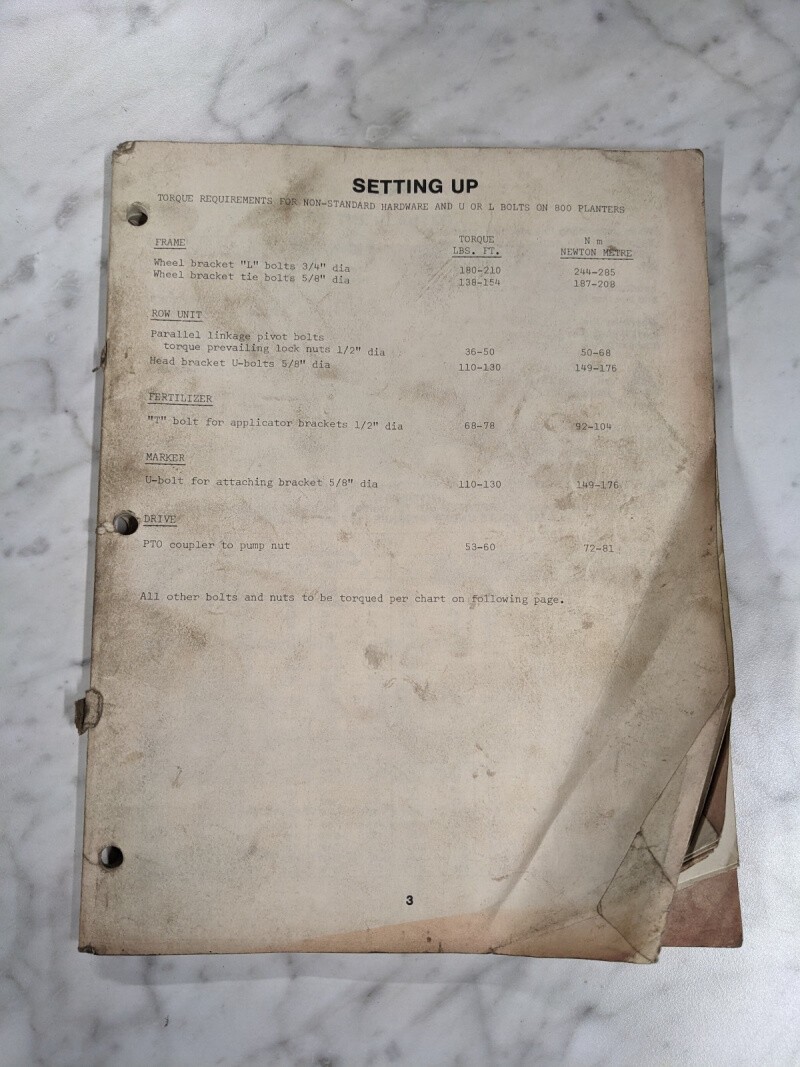 SETTING UP
TORQUE REQUIREMENTS FOR NON-STANDARD HARDWARE AND U OR L BOLTS ON 800 PLANTERS
FRAME TORQUE LBS. FT. N m NEWTON METRE
Wheel bracket "L" bolts 3/4" dia 180-210 244-285
Wheel bracket tie bolts 5/8" dia 138-154 187-208
ROW UNIT
Parallel linkage pivot bolts
torque prevailing lock nuts 1/2" dia 36-50 50-68
Head bracket U-bolts 5/8" dia 110-130 149-176
FERTILIZER
"T" bolt for applicator brackets 1/2" dia 68-78 92-104
MARKER
U-bolt for attaching bracket 5/8" dia 110-130 149-176
DRIVE
PTO coupler to pump nut 53-60 72-81
All other bolts and nuts to be torqued per chart on following page.
3